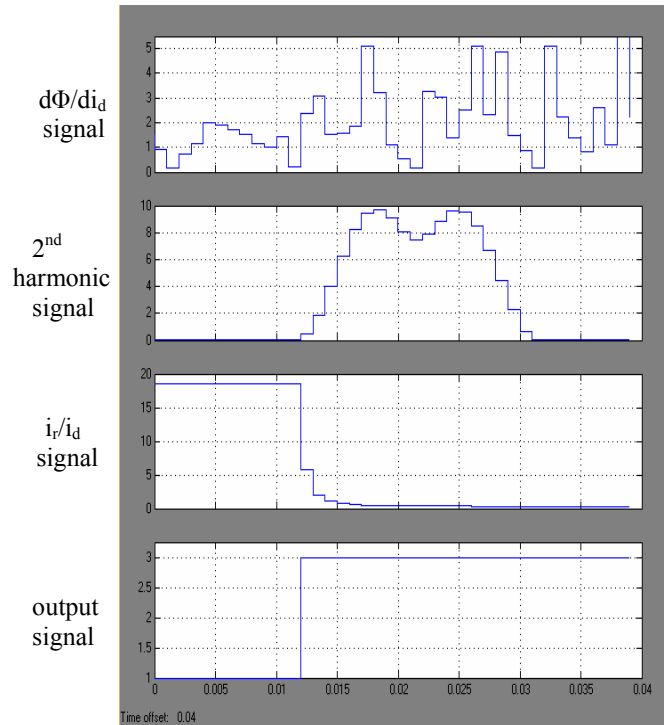 dΦ/di_d
signal
5
4
3
2
1
0
2nd
harmonic
signal
10
8
6
4
2
0
i_r/i_d
signal
20
15
10
5
0
output
signal
3
2.5
2
1.5
1
0 0.005 0.01 0.015 0.02 0.025 0.03 0.035 0.04
Time offset: 0.04